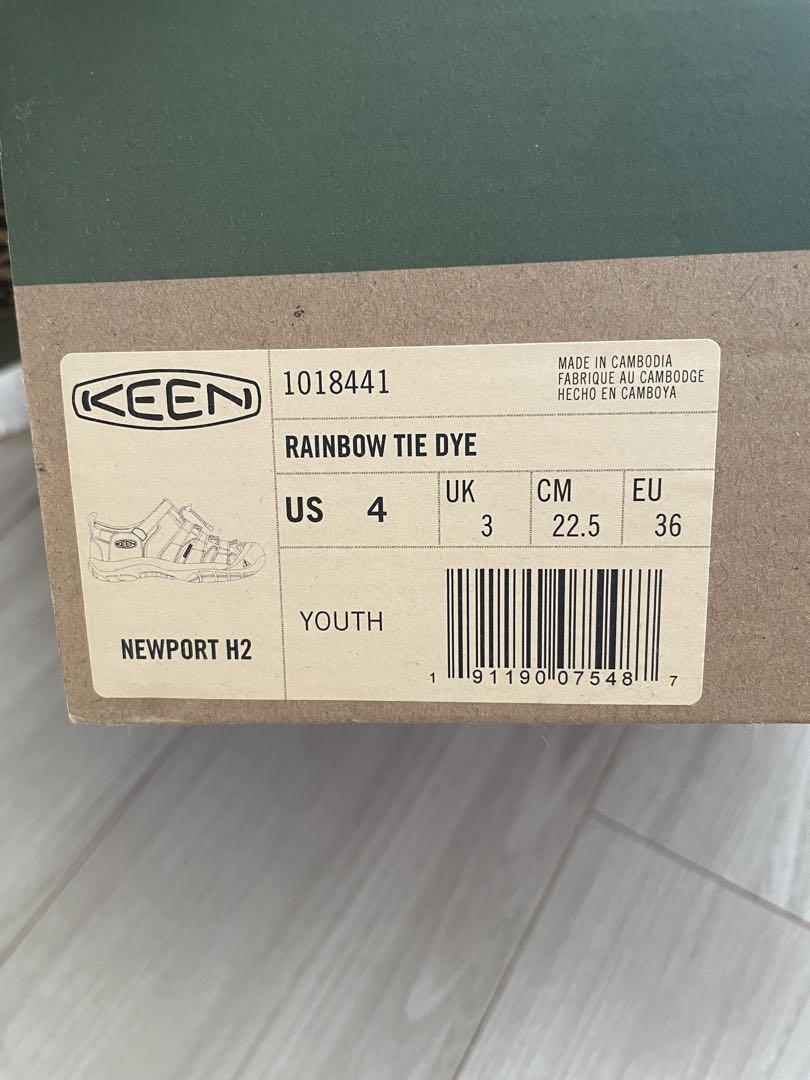 KEEN
1018441
MADE IN CAMBODIA
FABRIQUE AU CAMBODGE
HECHO EN CAMBOYA
RAINBOW TIE DYE
US 4
UK 3
CM 22.5
EU 36
KEEN
NEWPORT H2
YOUTH
1 91190 07548 7